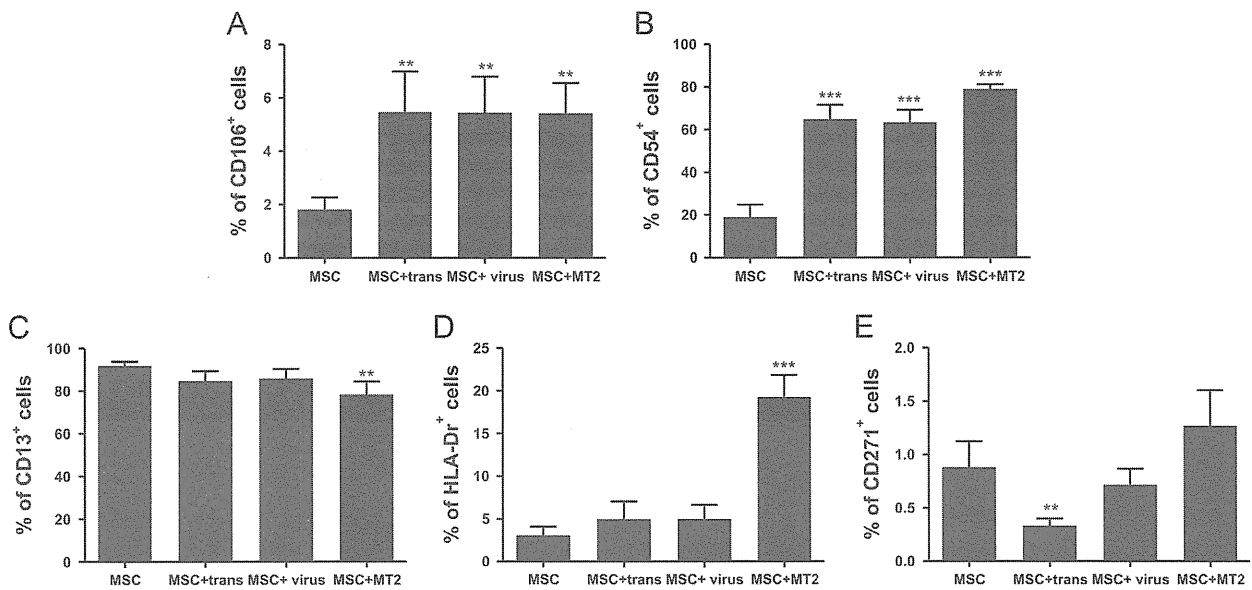 A
% of CD106+ cells
8
6
4
2
0
**
**
**
MSC
MSC+trans
MSC+ virus
MSC+MT2
B
% of CD54+ cells
100
80
60
40
20
0
***
***
***
MSC
MSC+trans
MSC+ virus
MSC+MT2
C
% of CD13+ cells
100
80
60
40
20
0
**
MSC
MSC+trans
MSC+ virus
MSC+MT2
D
% of HLA-Dr+ cells
25
20
15
10
5
0
***
MSC
MSC+trans
MSC+ virus
MSC+MT2
E
% of CD271+ cells
2.0
1.5
1.0
0.5
0.0
**
MSC
MSC+trans
MSC+ virus
MSC+MT2